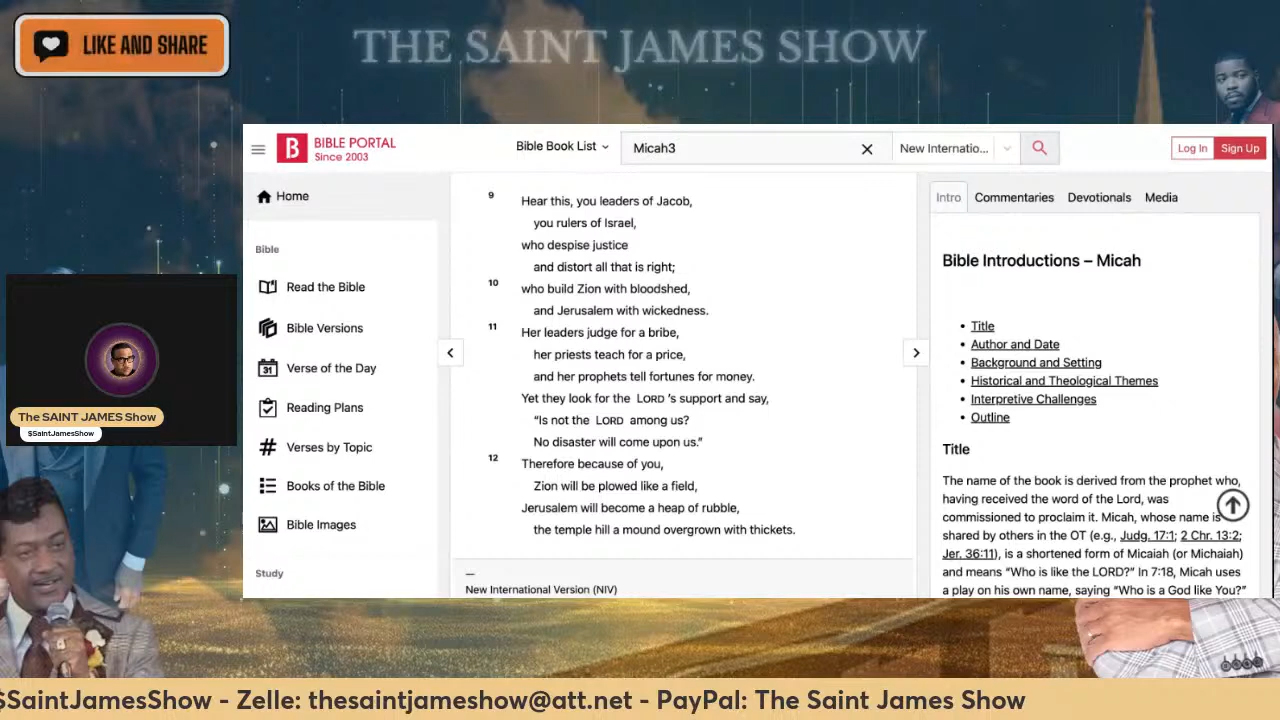 LIKE AND SHARE
THE SAINT JAMES SHOW
BIBLE PORTAL
Since 2003
Bible Book List
Micah3
New Internatio...
Log In
Sign Up
Home
Bible
Read the Bible
Bible Versions
31
Verse of the Day
Reading Plans
Verses by Topic
Books of the Bible
Bible Images
Study
The SAINT JAMES Show
$SaintJamesShow
9 Hear this, you leaders of Jacob,
you rulers of Israel,
who despise justice
and distort all that is right;
10 who build Zion with bloodshed,
and Jerusalem with wickedness.
11 Her leaders judge for a bribe,
her priests teach for a price,
and her prophets tell fortunes for money.
Yet they look for the LORD 's support and say,
“Is not the LORD among us?
No disaster will come upon us.”
12 Therefore because of you,
Zion will be plowed like a field,
Jerusalem will become a heap of rubble,
the temple hill a mound overgrown with thickets.
—
New International Version (NIV)
Intro
Commentaries
Devotionals
Media
Bible Introductions – Micah
• Title
• Author and Date
• Background and Setting
• Historical and Theological Themes
• Interpretive Challenges
• Outline
Title
The name of the book is derived from the prophet who,
having received the word of the Lord, was
commissioned to proclaim it. Micah, whose name is
shared by others in the OT (e.g., Judg. 17:1; 2 Chr. 13:2;
Jer. 36:11), is a shortened form of Micaiah (or Michaiah)
and means “Who is like the LORD?” In 7:18, Micah uses
a play on his own name, saying “Who is a God like You?”
$SaintJamesShow - Zelle: thesaintjameshow@att.net - PayPal: The Saint James Show